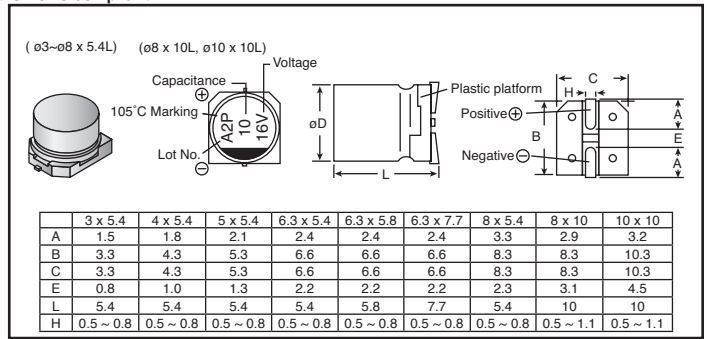 ( ø3~ø8 x 5.4L)
(ø8 x 10L, ø10 x 10L)
Voltage
Capacitance
105°C Marking
Lot No.
A2P
10
16V
øD
L
Plastic platform
Positive
Negative
C
H
B
A
E
A
3 x 5.4 4 x 5.4 5 x 5.4 6.3 x 5.4 6.3 x 5.8 6.3 x 7.7 8 x 5.4 8 x 10 10 x 10
A 1.5 1.8 2.1 2.4 2.4 2.4 3.3 2.9 3.2
B 3.3 4.3 5.3 6.6 6.6 6.6 8.3 8.3 10.3
C 3.3 4.3 5.3 6.6 6.6 6.6 8.3 8.3 10.3
E 0.8 1.0 1.3 2.2 2.2 2.2 2.3 3.1 4.5
L 5.4 5.4 5.4 5.4 5.8 7.7 5.4 10 10
H 0.5 ~ 0.8 0.5 ~ 0.8 0.5 ~ 0.8 0.5 ~ 0.8 0.5 ~ 0.8 0.5 ~ 0.8 0.5 ~ 0.8 0.5 ~ 1.1 0.5 ~ 1.1